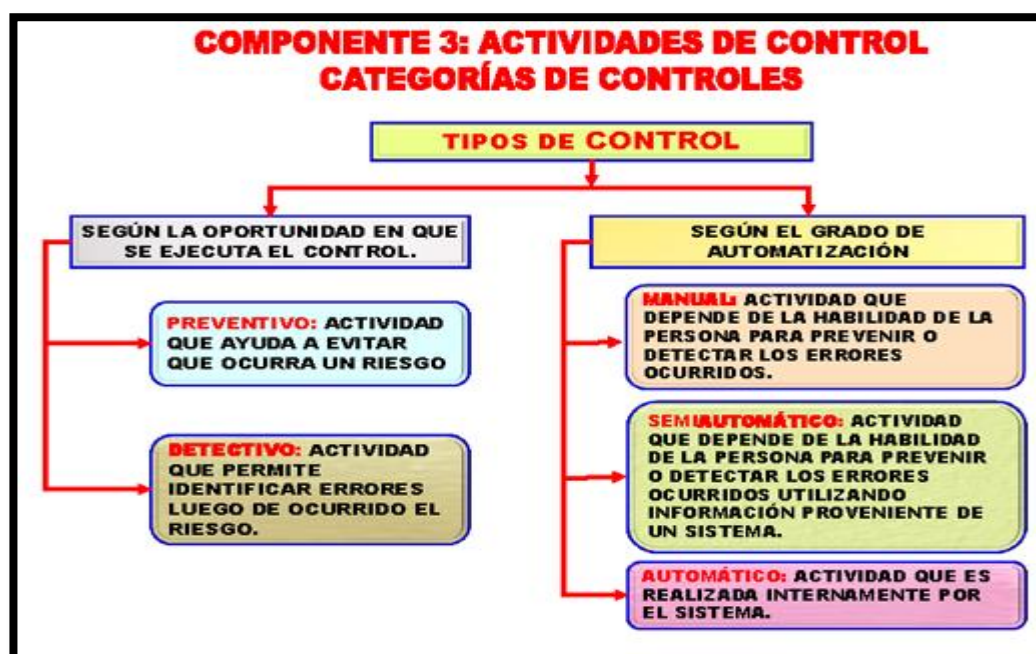 COMPONENTE 3: ACTIVIDADES DE CONTROL
CATEGORÍAS DE CONTROLES
TIPOS DE CONTROL
SEGÚN LA OPORTUNIDAD EN QUE
SE EJECUTA EL CONTROL.
PREVENTIVO: ACTIVIDAD
QUE AYUDA A EVITAR
QUE OCURRA UN RIESGO
DETECTIVO: ACTIVIDAD
QUE PERMITE
IDENTIFICAR ERRORES
LUEGO DE OCURRIDO EL
RIESGO.
SEGÚN EL GRADO DE
AUTOMATIZACIÓN
MANUAL: ACTIVIDAD QUE
DEPENDE DE LA HABILIDAD DE LA
PERSONA PARA PREVENIR O
DETECTAR LOS ERRORES
OCURRIDOS.
SEMIAUTOMÁTICO: ACTIVIDAD
QUE DEPENDE DE LA HABILIDAD
DE LA PERSONA PARA PREVENIR
O DETECTAR LOS ERRORES
OCURRIDOS UTILIZANDO
INFORMACIÓN PROVENIENTE DE
UN SISTEMA.
AUTOMÁTICO: ACTIVIDAD QUE ES
REALIZADA INTERNAMENTE POR
EL SISTEMA.